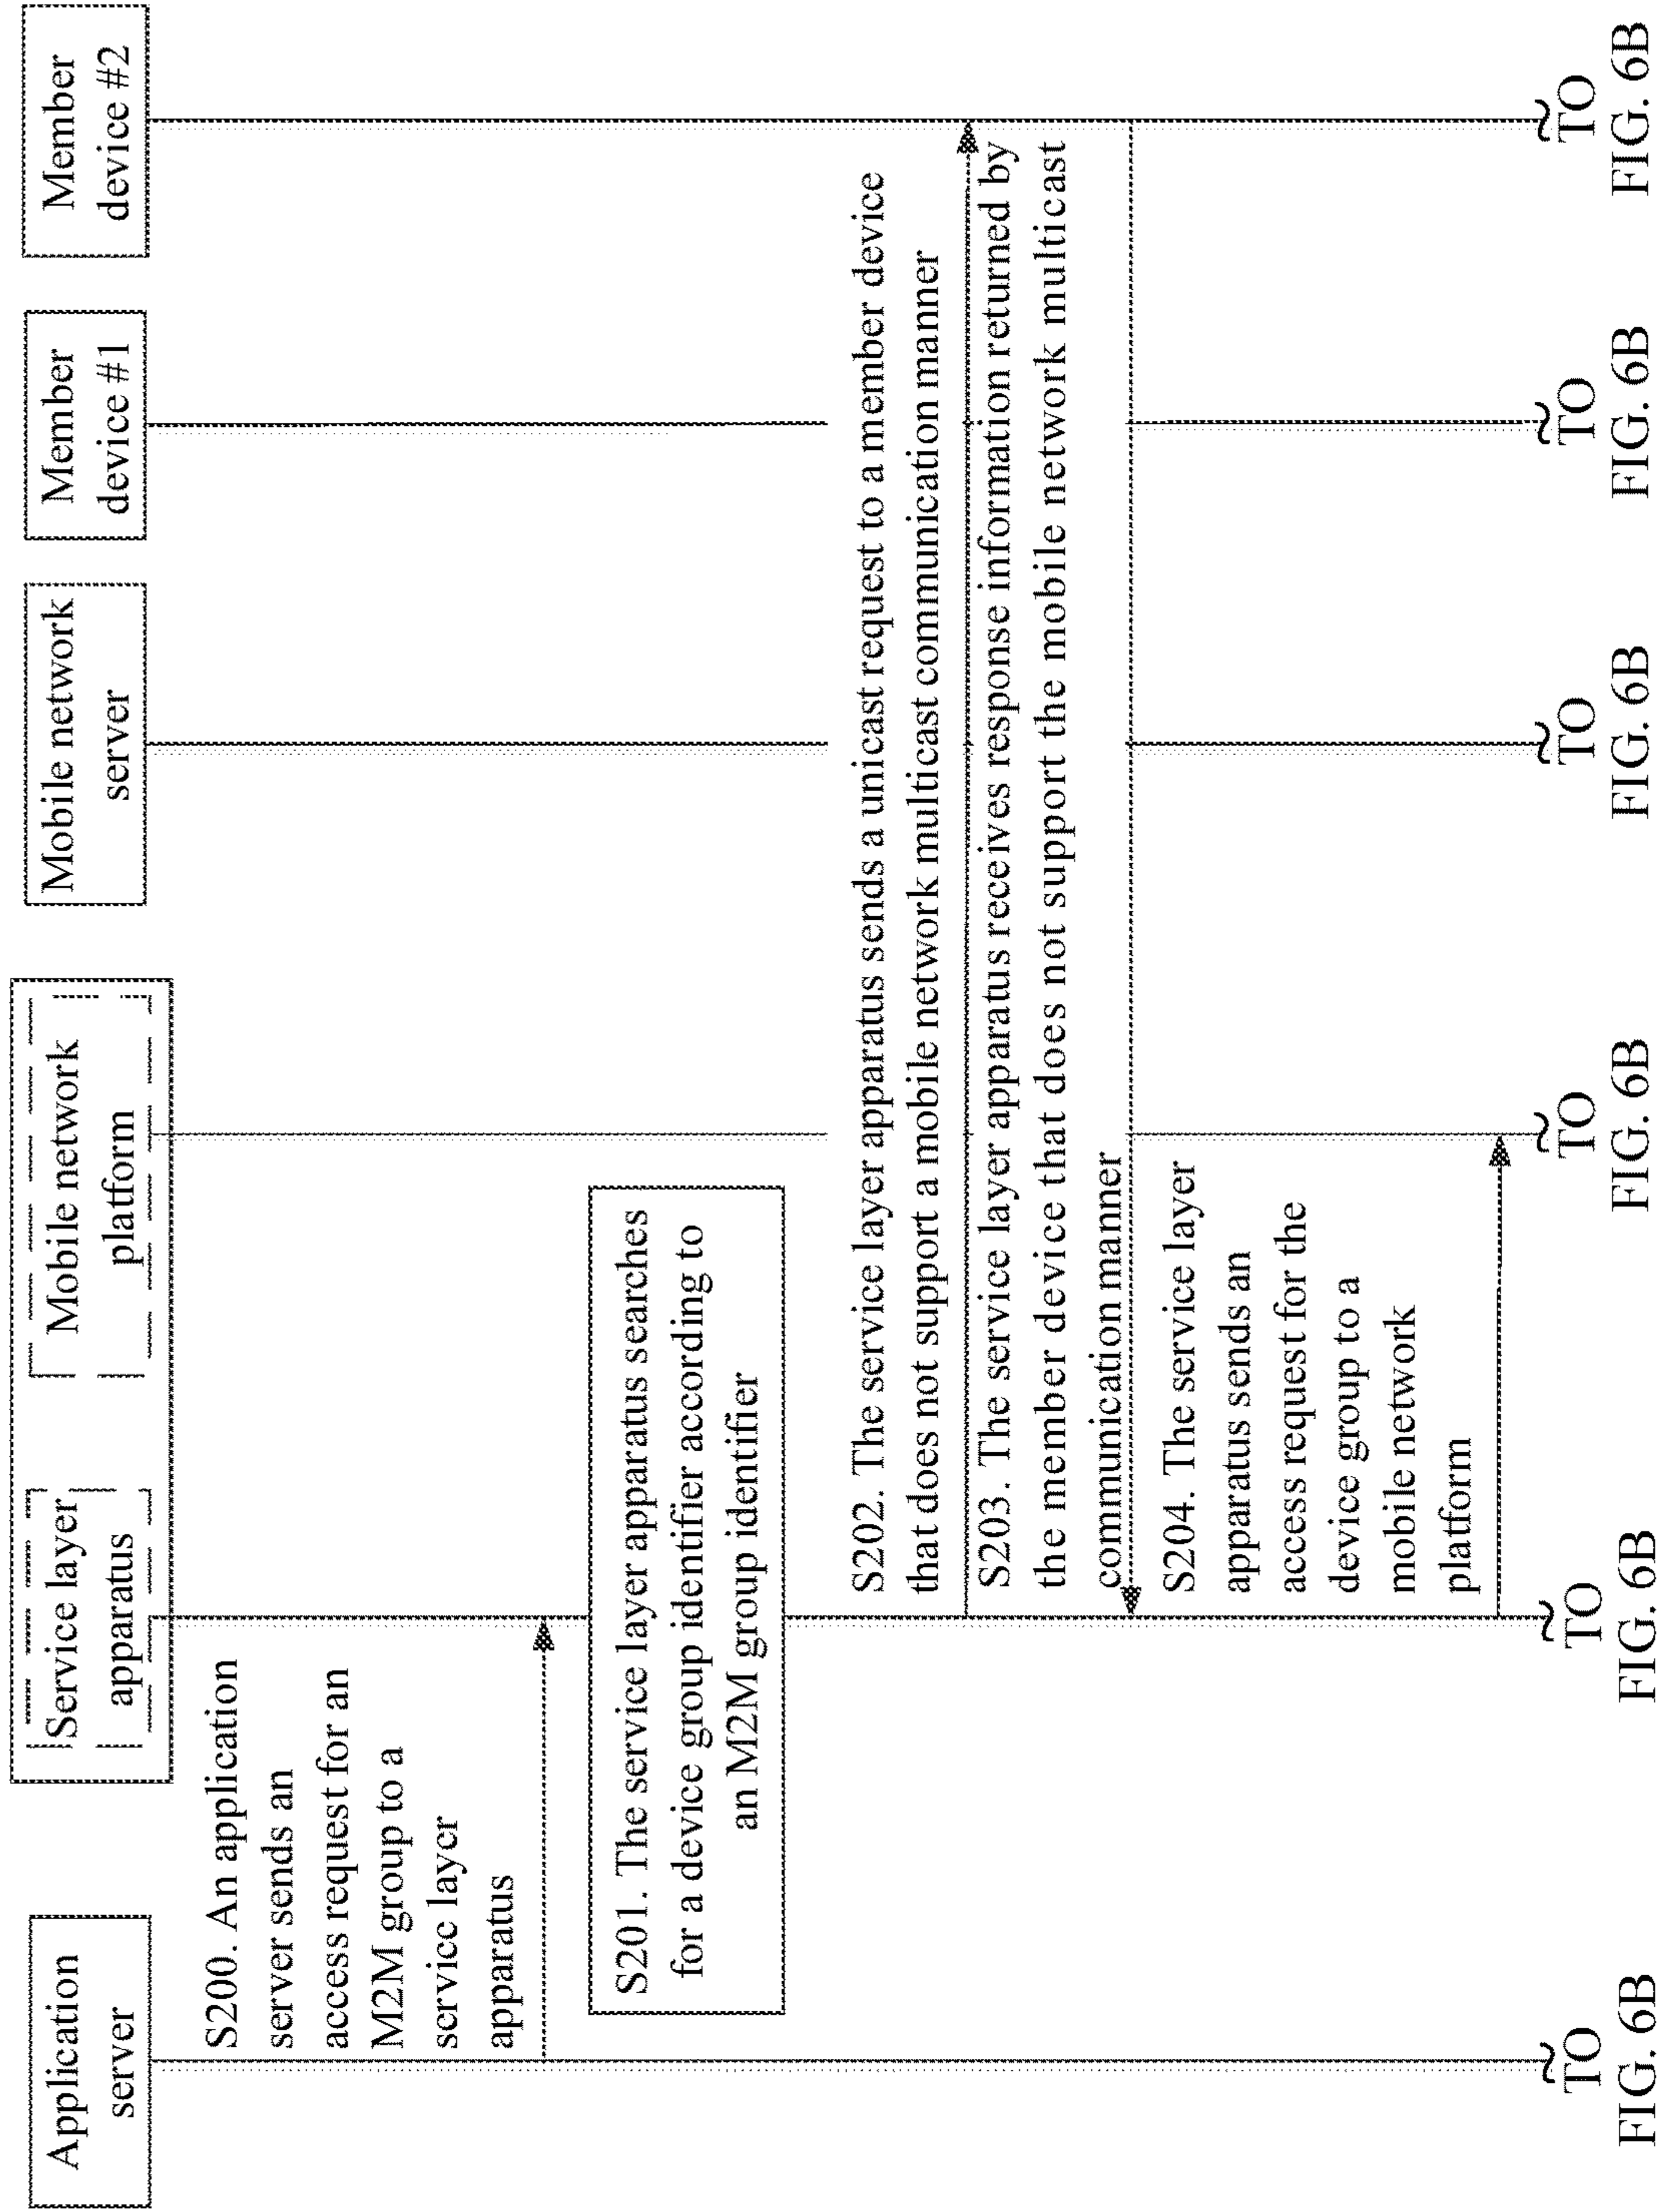 Application
server
Service layer
apparatus
Mobile network
platform
Mobile network
server
Member
device #1
Member
device #2
S200. An application
server sends an
access request for an
M2M group to a
service layer
apparatus
S201. The service layer apparatus searches
for a device group identifier according to
an M2M group identifier
S202. The service layer apparatus sends a unicast request to a member device
that does not support a mobile network multicast communication manner
S203. The service layer apparatus receives response information returned by
the member device that does not support the mobile network multicast
communication manner
S204. The service layer
apparatus sends an
access request for the
device group to a
mobile network
platform
TO
FIG. 6B
TO
FIG. 6B
TO
FIG. 6B
TO
FIG. 6B
TO
FIG. 6B
TO
FIG. 6B